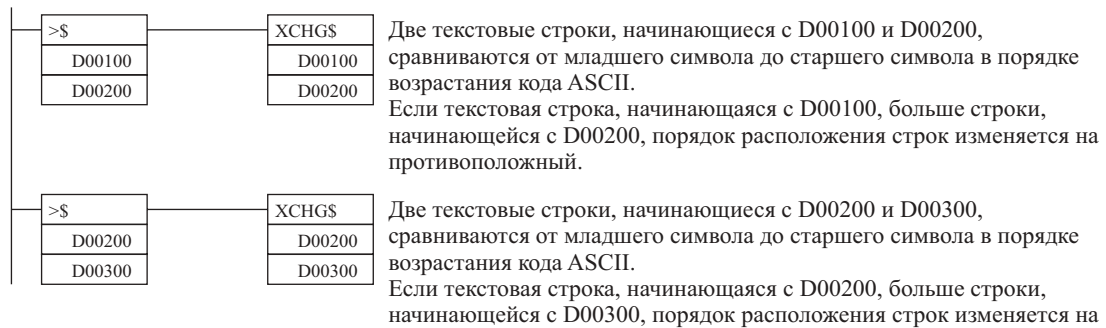 >$
D00100
D00200
XCHG$
D00100
D00200
Две текстовые строки, начинающиеся с D00100 и D00200,
сравниваются от младшего символа до старшего символа в порядке
возрастания кода ASCII.
Если текстовая строка, начинающаяся с D00100, больше строки,
начинающейся с D00200, порядок расположения строк изменяется на
противоположный.
>$
D00200
D00300
XCHG$
D00200
D00300
Две текстовые строки, начинающиеся с D00200 и D00300,
сравниваются от младшего символа до старшего символа в порядке
возрастания кода ASCII.
Если текстовая строка, начинающаяся с D00200, больше строки,
начинающейся с D00300, порядок расположения строк изменяется на